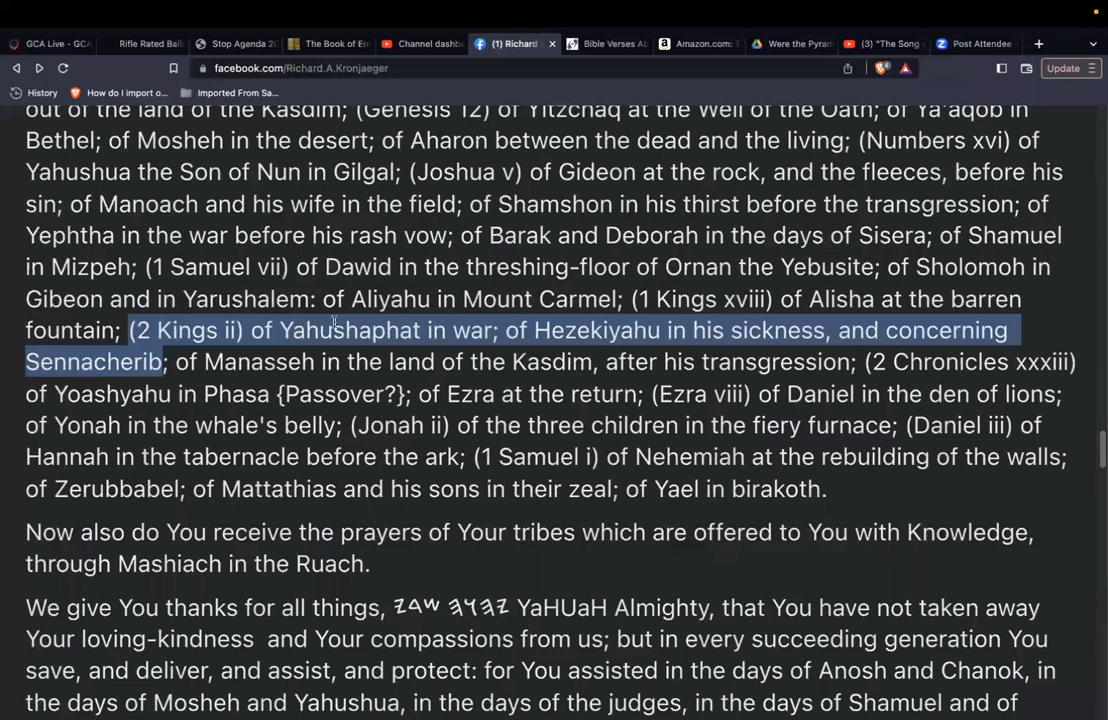 GCA Live - GCA
Rifle Rated Balli
Stop Agenda 20
The Book of En
Channel dashbo
(1) Richard
Bible Verses Ab
Amazon.com: T
Were the Pyram
(3) "The Song o
Post Attendee -
facebook.com/Richard.A.Kronjaeger
4
Update
History
How do I import o...
Imported From Sa...
out of the land of the Kasdim; (Genesis 12) of Yitzchaq at the Well of the Oath; of Ya'aqob in
Bethel; of Mosheh in the desert; of Aharon between the dead and the living; (Numbers xvi) of
Yahushua the Son of Nun in Gilgal; (Joshua v) of Gideon at the rock, and the fleeces, before his
sin; of Manoach and his wife in the field; of Shamshon in his thirst before the transgression; of
Yephtha in the war before his rash vow; of Barak and Deborah in the days of Sisera; of Shamuel
in Mizpeh; (1 Samuel vii) of Dawid in the threshing-floor of Ornan the Yebusite; of Sholomoh in
Gibeon and in Yarushalem: of Aliyahu in Mount Carmel; (1 Kings xviii) of Alisha at the barren
fountain; (2 Kings ii) of Yahushaphat in war; of Hezekiyahu in his sickness, and concerning
Sennacherib; of Manasseh in the land of the Kasdim, after his transgression; (2 Chronicles xxxiii)
of Yoashyahu in Phasa {Passover?}; of Ezra at the return; (Ezra viii) of Daniel in the den of lions;
of Yonah in the whale's belly; (Jonah ii) of the three children in the fiery furnace; (Daniel iii) of
Hannah in the tabernacle before the ark; (1 Samuel i) of Nehemiah at the rebuilding of the walls;
of Zerubbabel; of Mattathias and his sons in their zeal; of Yael in birakoth.
Now also do You receive the prayers of Your tribes which are offered to You with Knowledge,
through Mashiach in the Ruach.
We give You thanks for all things, YaHUaH Almighty, that You have not taken away
Your loving-kindness and Your compassions from us; but in every succeeding generation You
save, and deliver, and assist, and protect: for You assisted in the days of Anosh and Chanok, in
the days of Mosheh and Yahushua, in the days of the judges, in the days of Shamuel and of